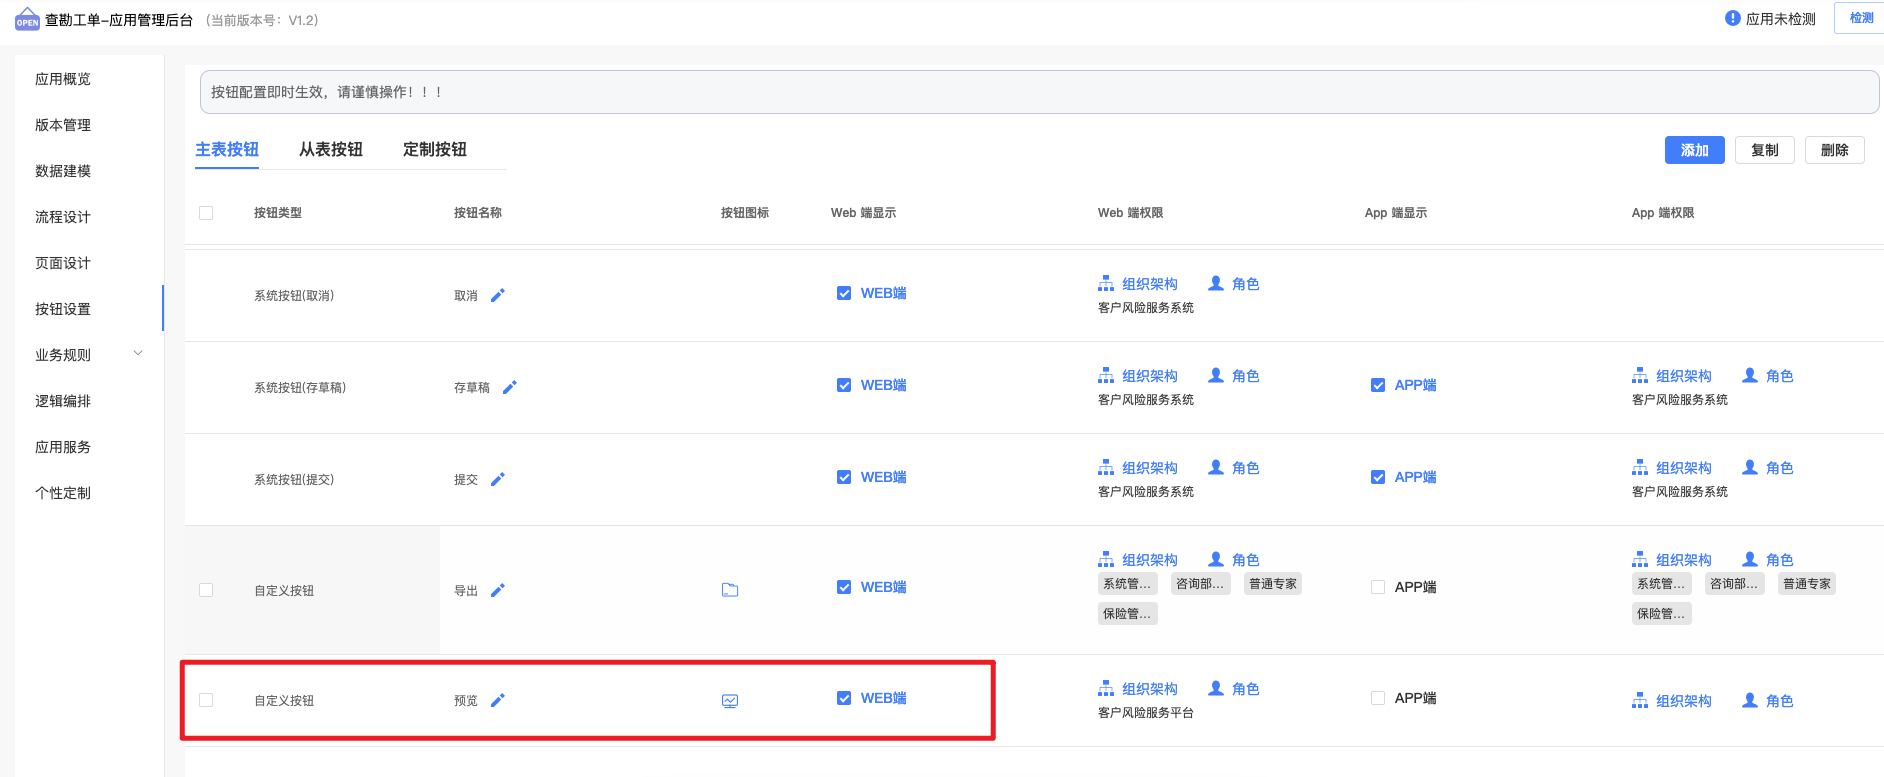 OPEN 查勘工单-应用管理后台 (当前版本号：V1.2)
应用未检测 检测
应用概览
版本管理
数据建模
流程设计
页面设计
按钮设置
业务规则
逻辑编排
应用服务
个性定制
按钮配置即时生效，请谨慎操作！！！
主表按钮 从表按钮 定制按钮
添加 复制 删除
按钮类型 按钮名称 按钮图标 Web 端显示 Web 端权限 App 端显示 App 端权限
系统按钮(取消) 取消 WEB端 组织架构 角色
客户风险服务系统
系统按钮(存草稿) 存草稿 WEB端 组织架构 角色 APP端 组织架构 角色
客户风险服务系统 客户风险服务系统
系统按钮(提交) 提交 WEB端 组织架构 角色 APP端 组织架构 角色
客户风险服务系统 客户风险服务系统
自定义按钮 导出 WEB端 组织架构 角色 APP端 组织架构 角色
系统管... 咨询部... 普通专家 系统管... 咨询部... 普通专家
保险管... 保险管...
自定义按钮 预览 WEB端 组织架构 角色 APP端 组织架构 角色
客户风险服务平台